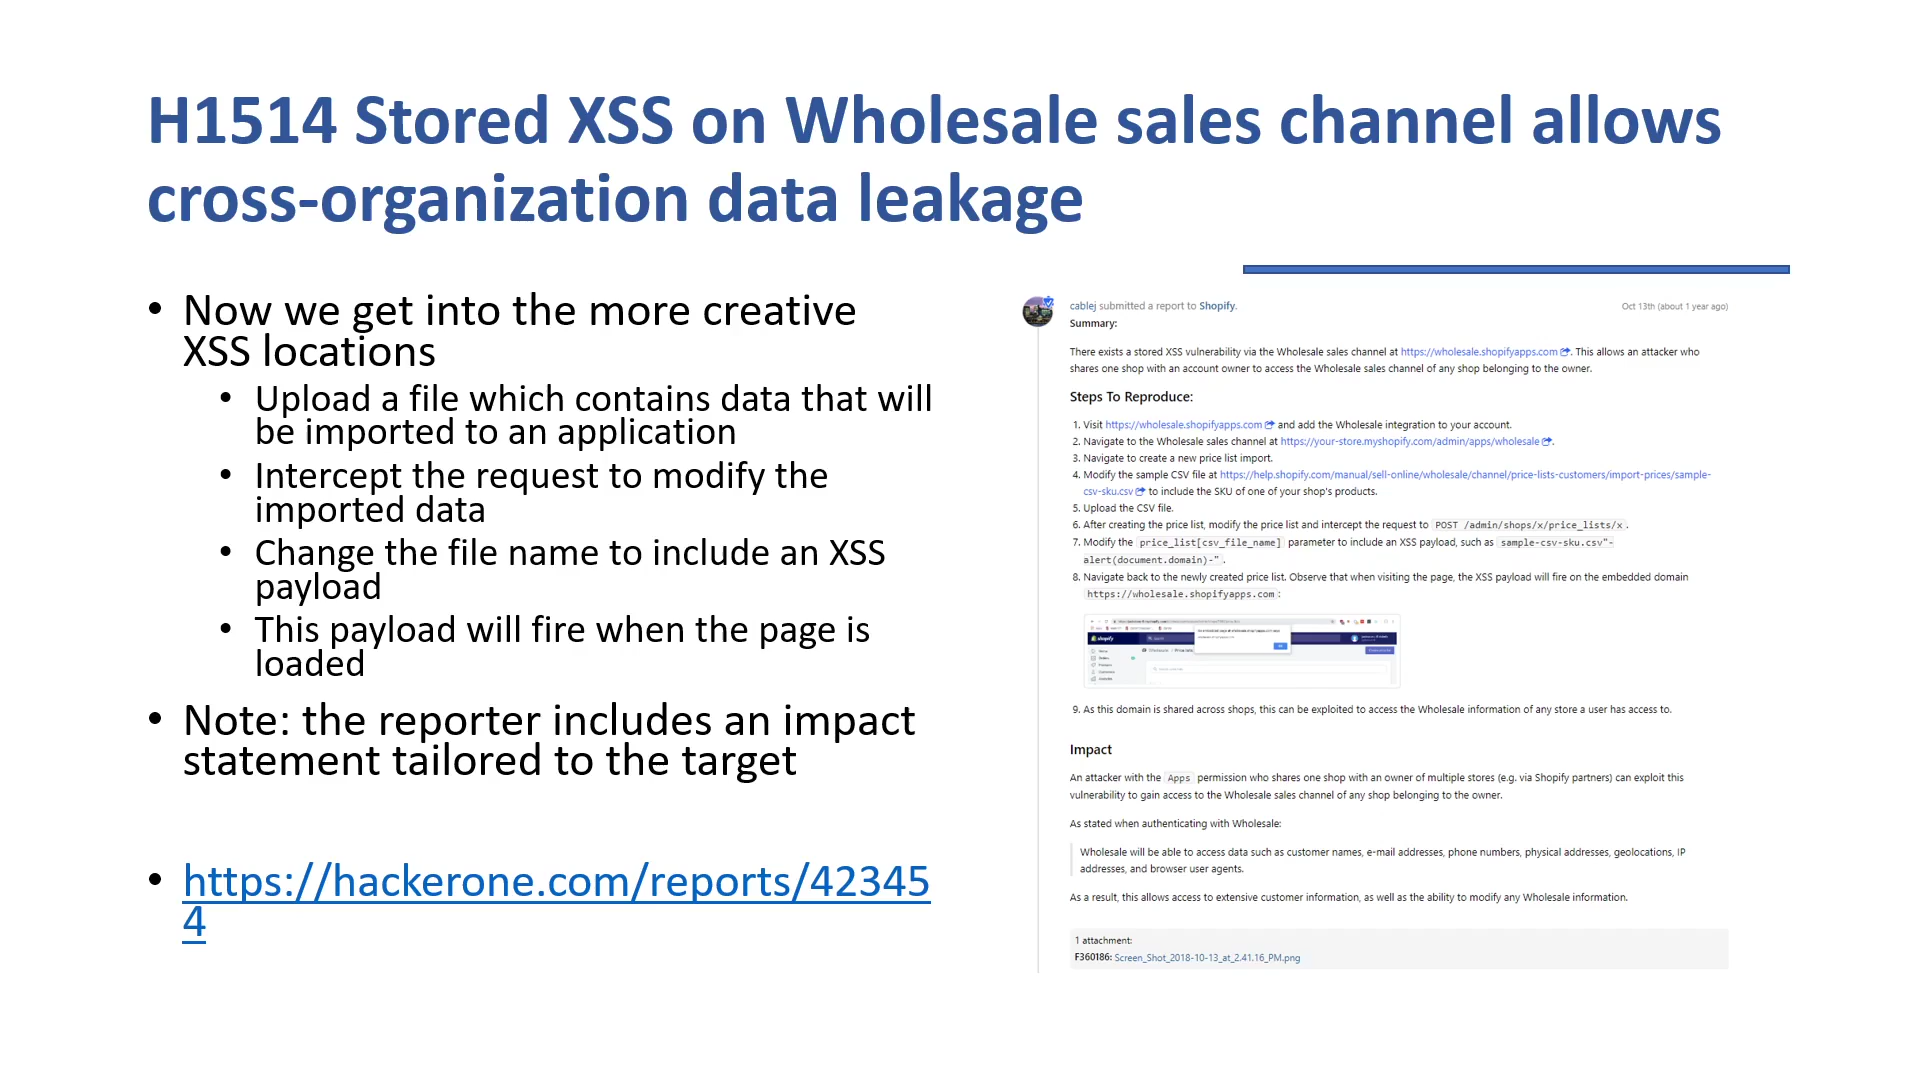 H1514 Stored XSS on Wholesale sales channel allows
cross-organization data leakage
• Now we get into the more creative
XSS locations
• Upload a file which contains data that will
be imported to an application
• Intercept the request to modify the
imported data
• Change the file name to include an XSS
payload
• This payload will fire when the page is
loaded
• Note: the reporter includes an impact
statement tailored to the target
• https://hackerone.com/reports/42345
4
cablej submitted a report to Shopify.
Oct 13th (about 1 year ago)
Summary:
There exists a stored XSS vulnerability via the Wholesale sales channel at https://wholesale.shopifyapps.com. This allows an attacker who
shares one shop with an account owner to access the Wholesale sales channel of any shop belonging to the owner.
Steps To Reproduce:
1. Visit https://wholesale.shopifyapps.com and add the Wholesale integration to your account.
2. Navigate to the Wholesale sales channel at https://your-store.myshopify.com/admin/apps/wholesale.
3. Navigate to create a new price list import.
4. Modify the sample CSV file at https://help.shopify.com/manual/sell-online/wholesale/channel/price-lists-customers/import-prices/sample-
csv-sku.csv to include the SKU of one of your shop's products.
5. Upload the CSV file.
6. After creating the price list, modify the price list and intercept the request to POST /admin/shops/x/price_lists/x.
7. Modify the price_list[csv_file_name] parameter to include an XSS payload, such as sample-csv-sku.csv"-
alert(document.domain)-".
8. Navigate back to the newly created price list. Observe that when visiting the page, the XSS payload will fire on the embedded domain
https://wholesale.shopifyapps.com:
shopify
9. As this domain is shared across shops, this can be exploited to access the Wholesale information of any store a user has access to.
Impact
An attacker with the Apps permission who shares one shop with an owner of multiple stores (e.g. via Shopify partners) can exploit this
vulnerability to gain access to the Wholesale sales channel of any shop belonging to the owner.
As stated when authenticating with Wholesale:
Wholesale will be able to access data such as customer names, e-mail addresses, phone numbers, physical addresses, geolocations, IP
addresses, and browser user agents.
As a result, this allows access to extensive customer information, as well as the ability to modify any Wholesale information.
1 attachment:
F360186: Screen_Shot_2018-10-13_at_2.41.16_PM.png